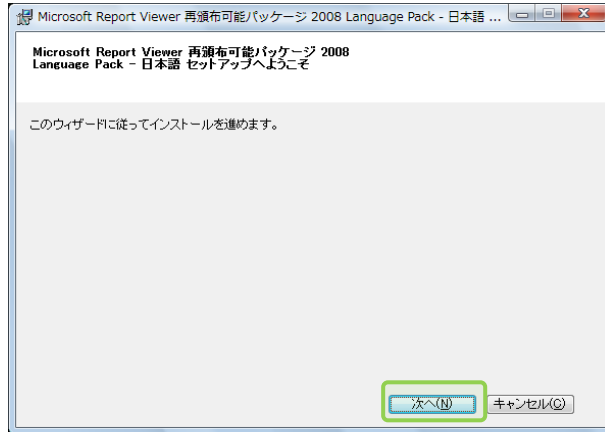 Microsoft Report Viewer 再頒布可能パッケージ 2008 Language Pack - 日本語 ...
Microsoft Report Viewer 再頒布可能パッケージ 2008
Language Pack - 日本語 セットアップへようこそ
このウィザードに従ってインストールを進めます。
次へ(N)
キャンセル(C)